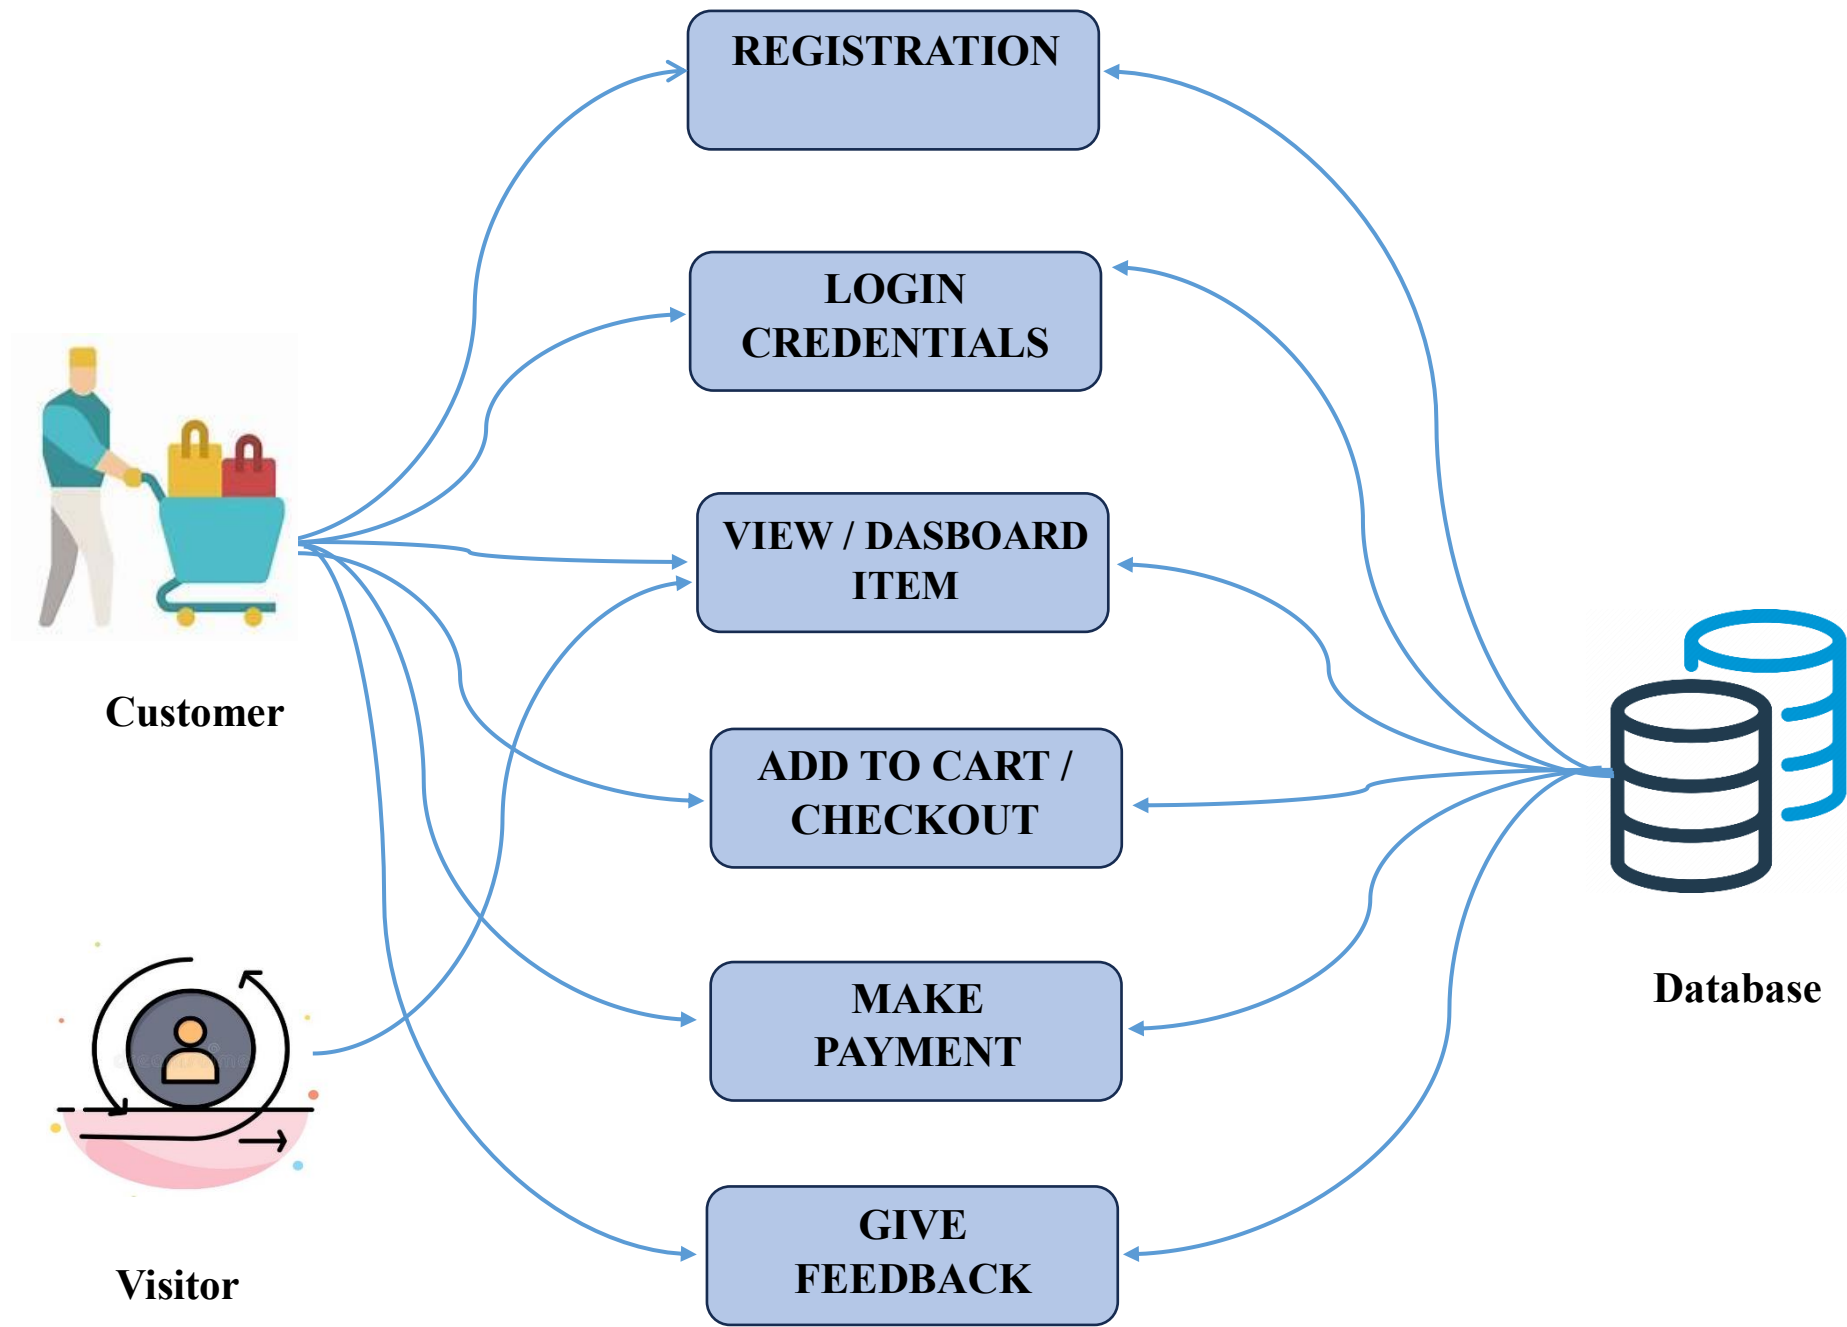 REGISTRATION
LOGIN
CREDENTIALS
VIEW / DASBOARD
ITEM
Customer
ADD TO CART /
CHECKOUT
MAKE
PAYMENT
Database
GIVE
FEEDBACK
Visitor